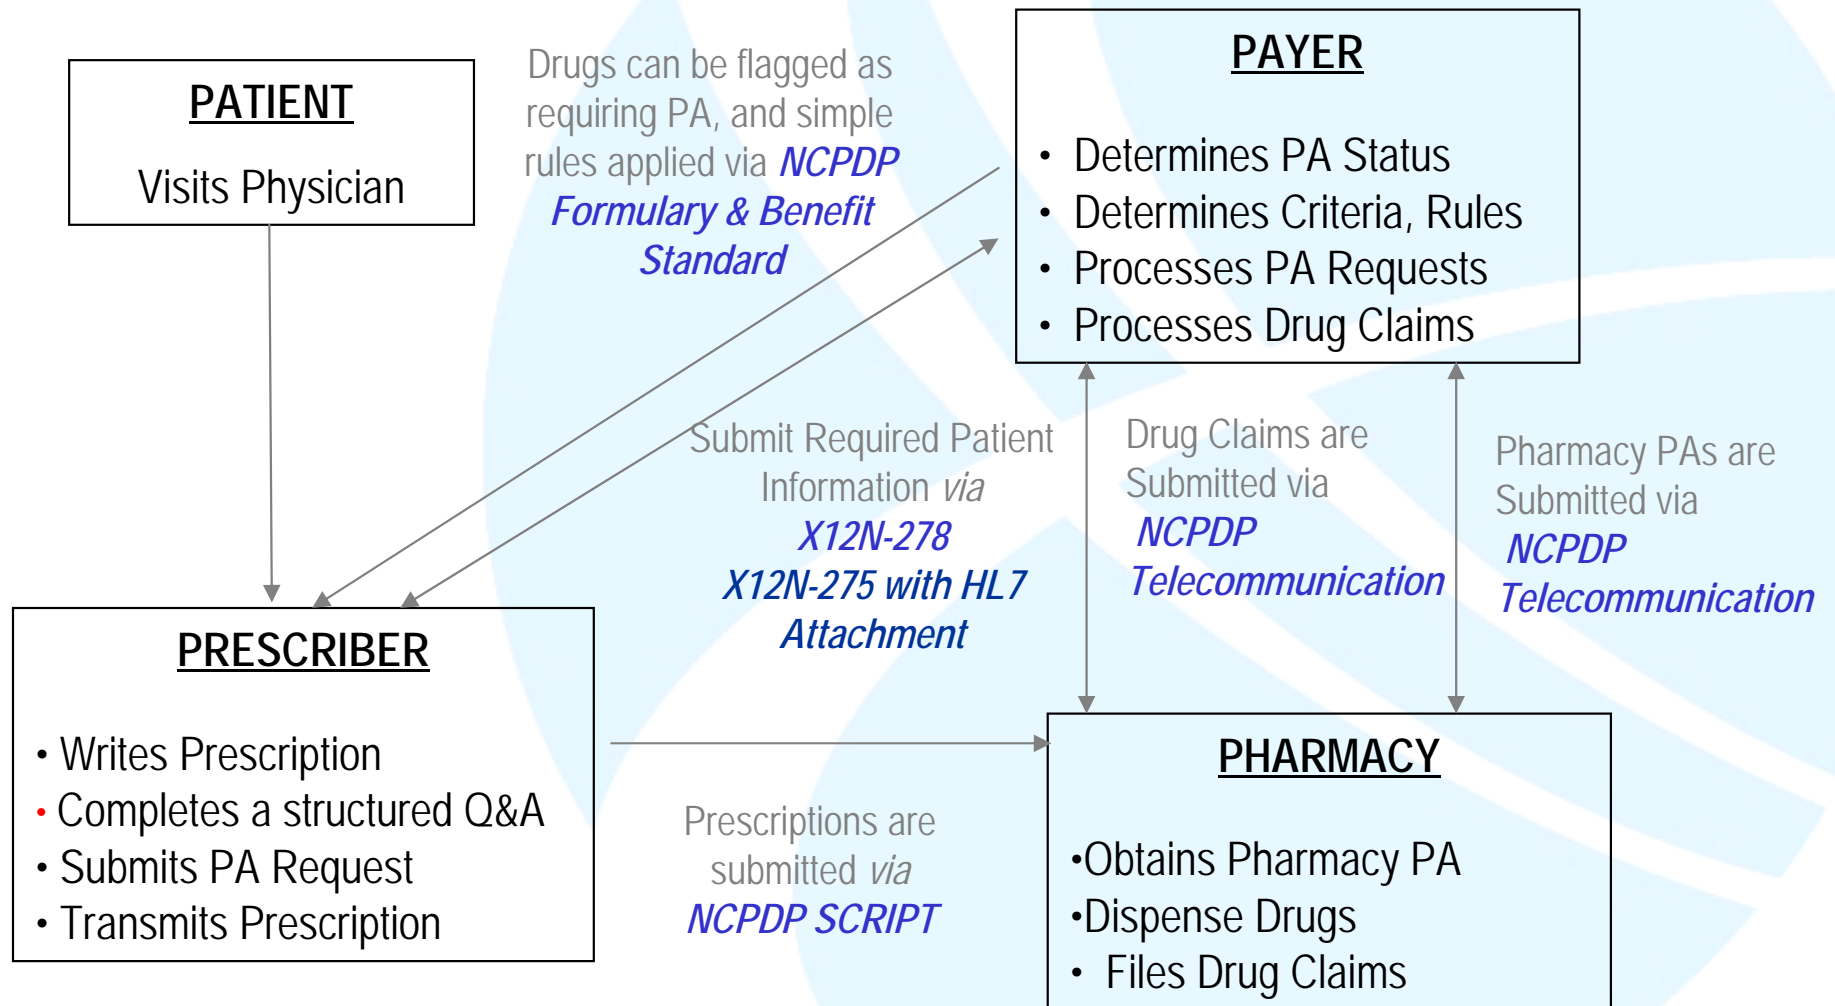 PATIENT
Visits Physician
Drugs can be flagged as
requiring PA, and simple
rules applied via NCPDP
Formulary & Benefit
Standard
PAYER
• Determines PA Status
• Determines Criteria, Rules
• Processes PA Requests
• Processes Drug Claims
Submit Required Patient
Information via
X12N-278
X12N-275 with HL7
Attachment
Drug Claims are
Submitted via
NCPDP
Telecommunication
Pharmacy PAs are
Submitted via
NCPDP
Telecommunication
PRESCRIBER
• Writes Prescription
• Completes a structured Q&A
• Submits PA Request
• Transmits Prescription
Prescriptions are
submitted via
NCPDP SCRIPT
PHARMACY
•Obtains Pharmacy PA
•Dispense Drugs
• Files Drug Claims